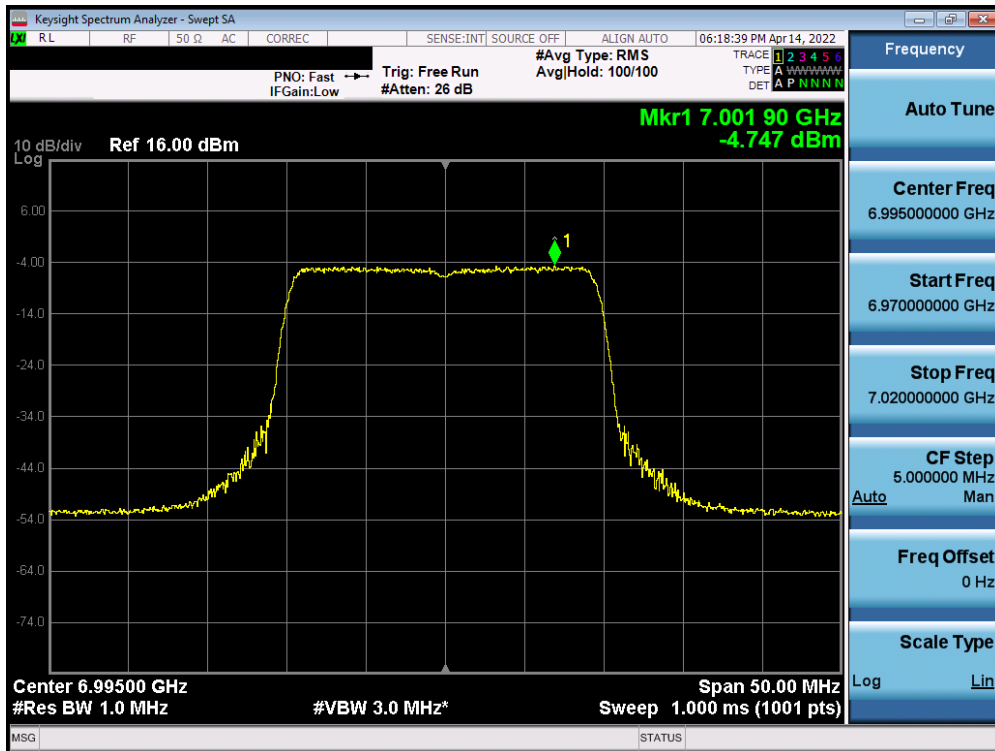 Keysight Spectrum Analyzer - Swept SA
LXI RL RF 50 Ω AC CORREC SENSE:INT SOURCE OFF ALIGN AUTO 06:18:39 PM Apr 14, 2022
PNO: Fast
IFGain:Low
Trig: Free Run
#Atten: 26 dB
#Avg Type: RMS
Avg|Hold: 100/100
TRACE 1 2 3 4 5 6
TYPE A WWWWW
DET A P N N N N
Mkr1 7.001 90 GHz
-4.747 dBm
10 dB/div Ref 16.00 dBm
Log
6.00
-4.00
-14.0
-24.0
-34.0
-44.0
-54.0
-64.0
-74.0
1
Center 6.99500 GHz Span 50.00 MHz
#Res BW 1.0 MHz #VBW 3.0 MHz* Sweep 1.000 ms (1001 pts)
MSG STATUS
Frequency
Auto Tune
Center Freq
6.995000000 GHz
Start Freq
6.970000000 GHz
Stop Freq
7.020000000 GHz
CF Step
5.000000 MHz
Auto Man
Freq Offset
0 Hz
Scale Type
Log Lin